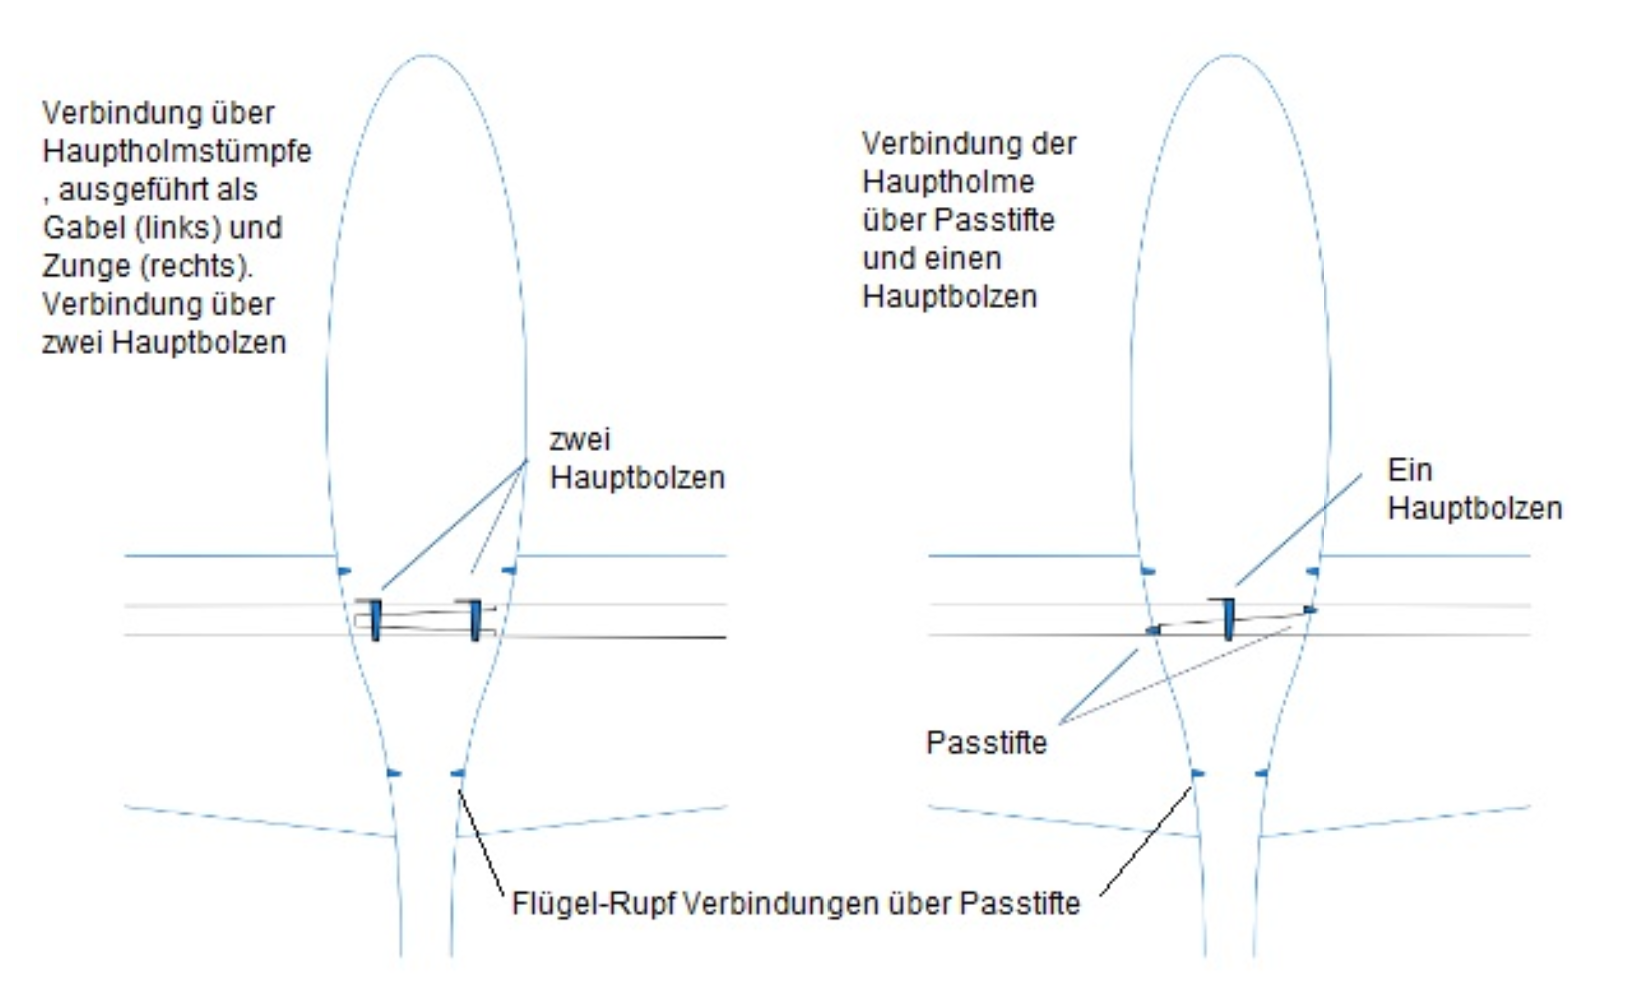 Verbindung über
Hauptholmstümpfe
, ausgeführt als
Gabel (links) und
Zunge (rechts).
Verbindung über
zwei Hauptbolzen
zwei
Hauptbolzen
Verbindung der
Hauptholme
über Passtifte
und einen
Hauptbolzen
Ein
Hauptbolzen
Passtifte
Flügel-Rupf Verbindungen über Passtifte